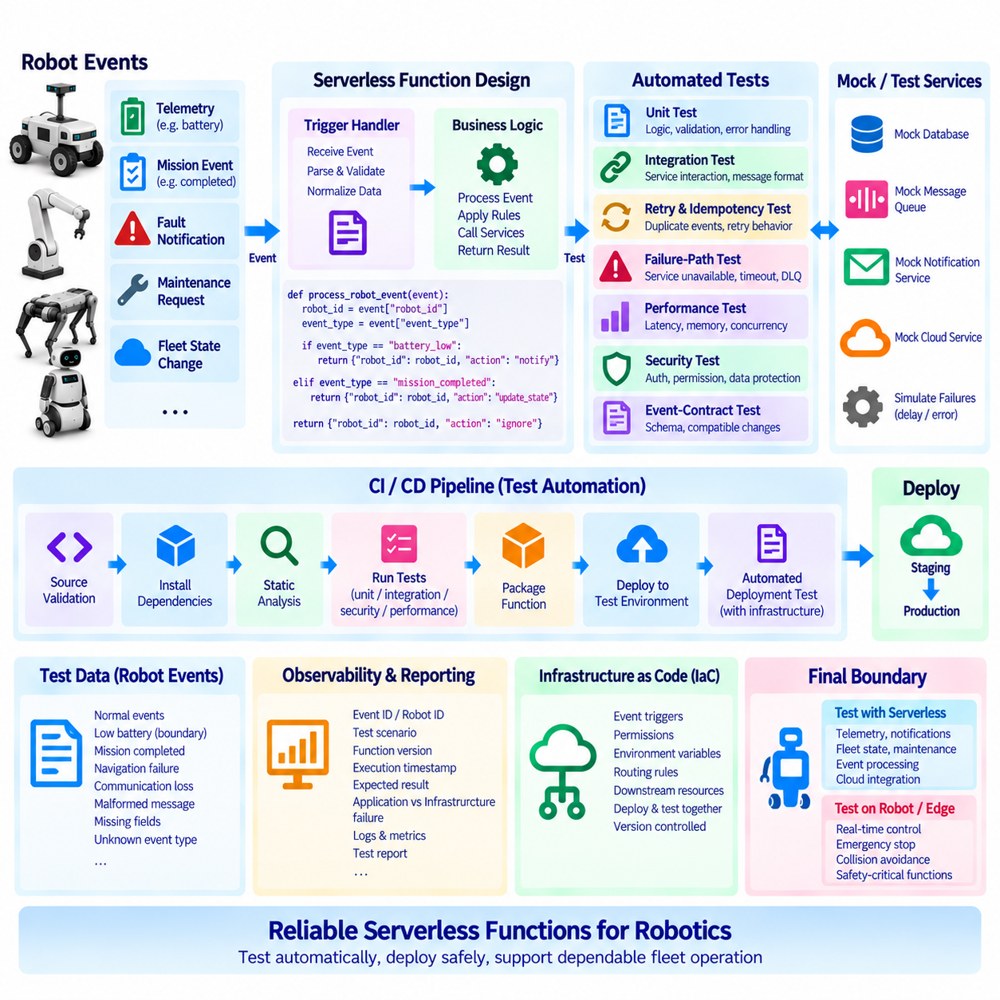 Robot Events
Telemetry
(e.g. battery)
Mission Event
(e.g. completed)
Fault
Notification
Maintenance
Request
Fleet State
Change
...
Event
Serverless Function Design
Trigger Handler
Receive Event
Parse & Validate
Normalize Data
Business Logic
Process Event
Apply Rules
Call Services
Return Result
def process_robot_event(event):
robot_id = event["robot_id"]
event_type = event["event_type"]
if event_type == "battery_low":
return {"robot_id": robot_id, "action": "notify"}
elif event_type == "mission_completed":
return {"robot_id": robot_id, "action": "update_state"}
return {"robot_id": robot_id, "action": "ignore"}
Test
Automated Tests
Unit Test
Logic, validation, error handling
Integration Test
Service interaction, message format
Retry & Idempotency Test
Duplicate events, retry behavior
Failure-Path Test
Service unavailable, timeout, DLQ
Performance Test
Latency, memory, concurrency
Security Test
Auth, permission, data protection
Event-Contract Test
Schema, compatible changes
Mock / Test Services
Mock Database
Mock Message
Queue
Mock Notification
Service
Mock Cloud Service
Simulate Failures
(delay / error)
CI / CD Pipeline (Test Automation)
Source
Validation
Install
Dependencies
Static
Analysis
Run Tests
(unit / integration /
security / performance)
Package
Function
Deploy to
Test Environment
Automated
Deployment Test
(with infrastructure)
Deploy
Staging
Production
Test Data (Robot Events)
Normal events
Low battery (boundary)
Mission completed
Navigation failure
Communication loss
Malformed message
Missing fields
Unknown event type
...
Observability & Reporting
Event ID / Robot ID
Test scenario
Function version
Execution timestamp
Expected result
Application vs Infrastrurcture
failure
Logs & metrics
Test report
...
Infrastructure as Code (IaC)
Event triggers
Permissions
Environment variables
Routing rules
Downstream resources
Deploy & test together
Version controlled
Final Boundary
Test with Serverless
Telemetry, notifications
Fleet state, maintenance
Event processing
Cloud integration
Test on Robot / Edge
Real-time control
Emergency stop
Collision avoidance
Safety-critical functions
Reliable Serverless Functions for Robotics
Test automatically, deploy safely, support dependable fleet operation